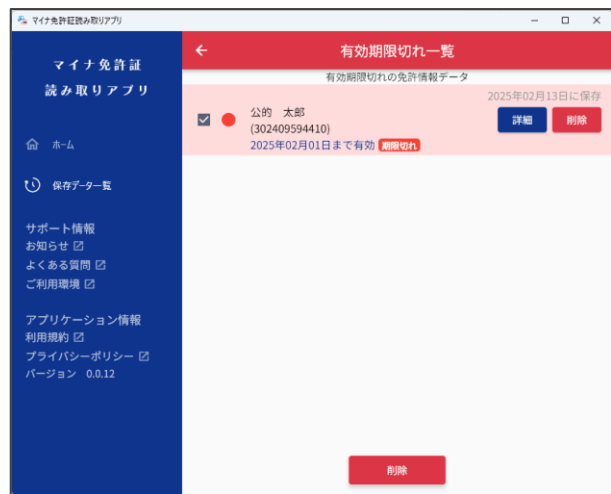 マイナ免許証読み取りアプリ
マイナ免許証
読み取りアプリ
ホーム
保存データ一覧
サポート情報
お知らせ
よくある質問
ご利用環境
アプリケーション情報
利用規約
プライバシーポリシー
バージョン 0.0.12
有効期限切れ一覧
有効期限切れの免許情報データ
2025年02月13日に保存
公的 太郎
(302409594410)
2025年02月01日まで有効 期限切れ
詳細 削除
削除